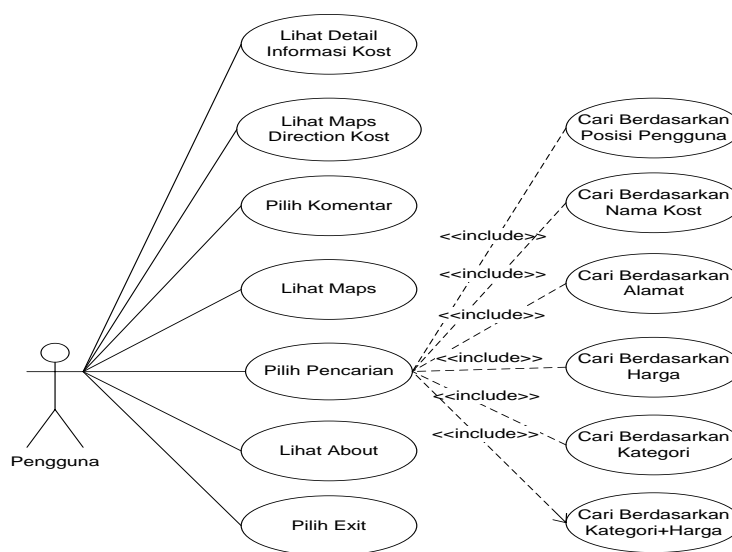 Lihat Detail
Informasi Kost
Lihat Maps
Direction Kost
Pilih Komentar
Lihat Maps
Pilih Pencarian
Lihat About
Pilih Exit
Pengguna
<<include>>
<<include>>
<<include>>
<<include>>
<<include>>
<<include>>
Cari Berdasarkan
Posisi Pengguna
Cari Berdasarkan
Nama Kost
Cari Berdasarkan
Alamat
Cari Berdasarkan
Harga
Cari Berdasarkan
Kategori
Cari Berdasarkan
Kategori+Harga